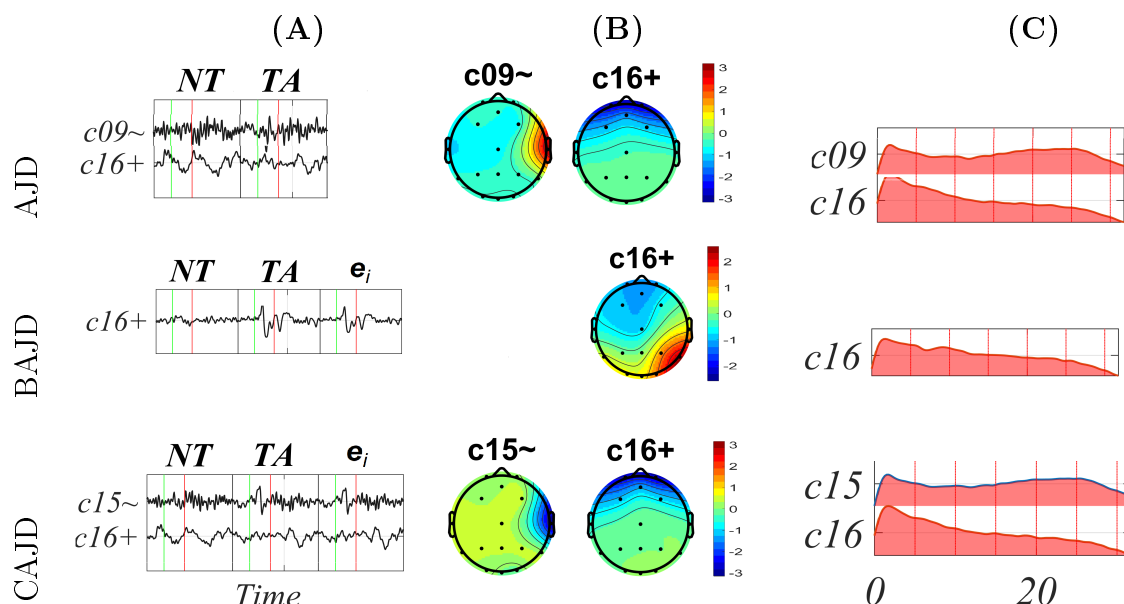 (A) (B) (C)
AJD
NT TA
c09~
c16+
c09~ c16+
3
2
1
0
-1
-2
-3
c09
c16
BAJD
NT TA ei
c16+
c16+
2
1
0
-1
-2
c16
CAJD
NT TA ei
c15~
c16+
Time
c15~ c16+
3
2
1
0
-1
-2
-3
c15
c16
0 20